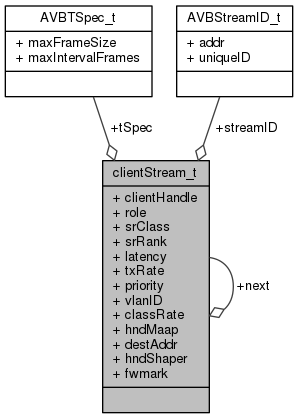 AVBTSpec_t
+ maxFrameSize
+ maxIntervalFrames
AVBStreamID_t
+ addr
+ uniqueID
+tSpec
+streamID
clientStream_t
+ clientHandle
+ role
+ srClass
+ srRank
+ latency
+ txRate
+ priority
+ vlanID
+ classRate
+ hndMaap
+ destAddr
+ hndShaper
+ fwmark
+next